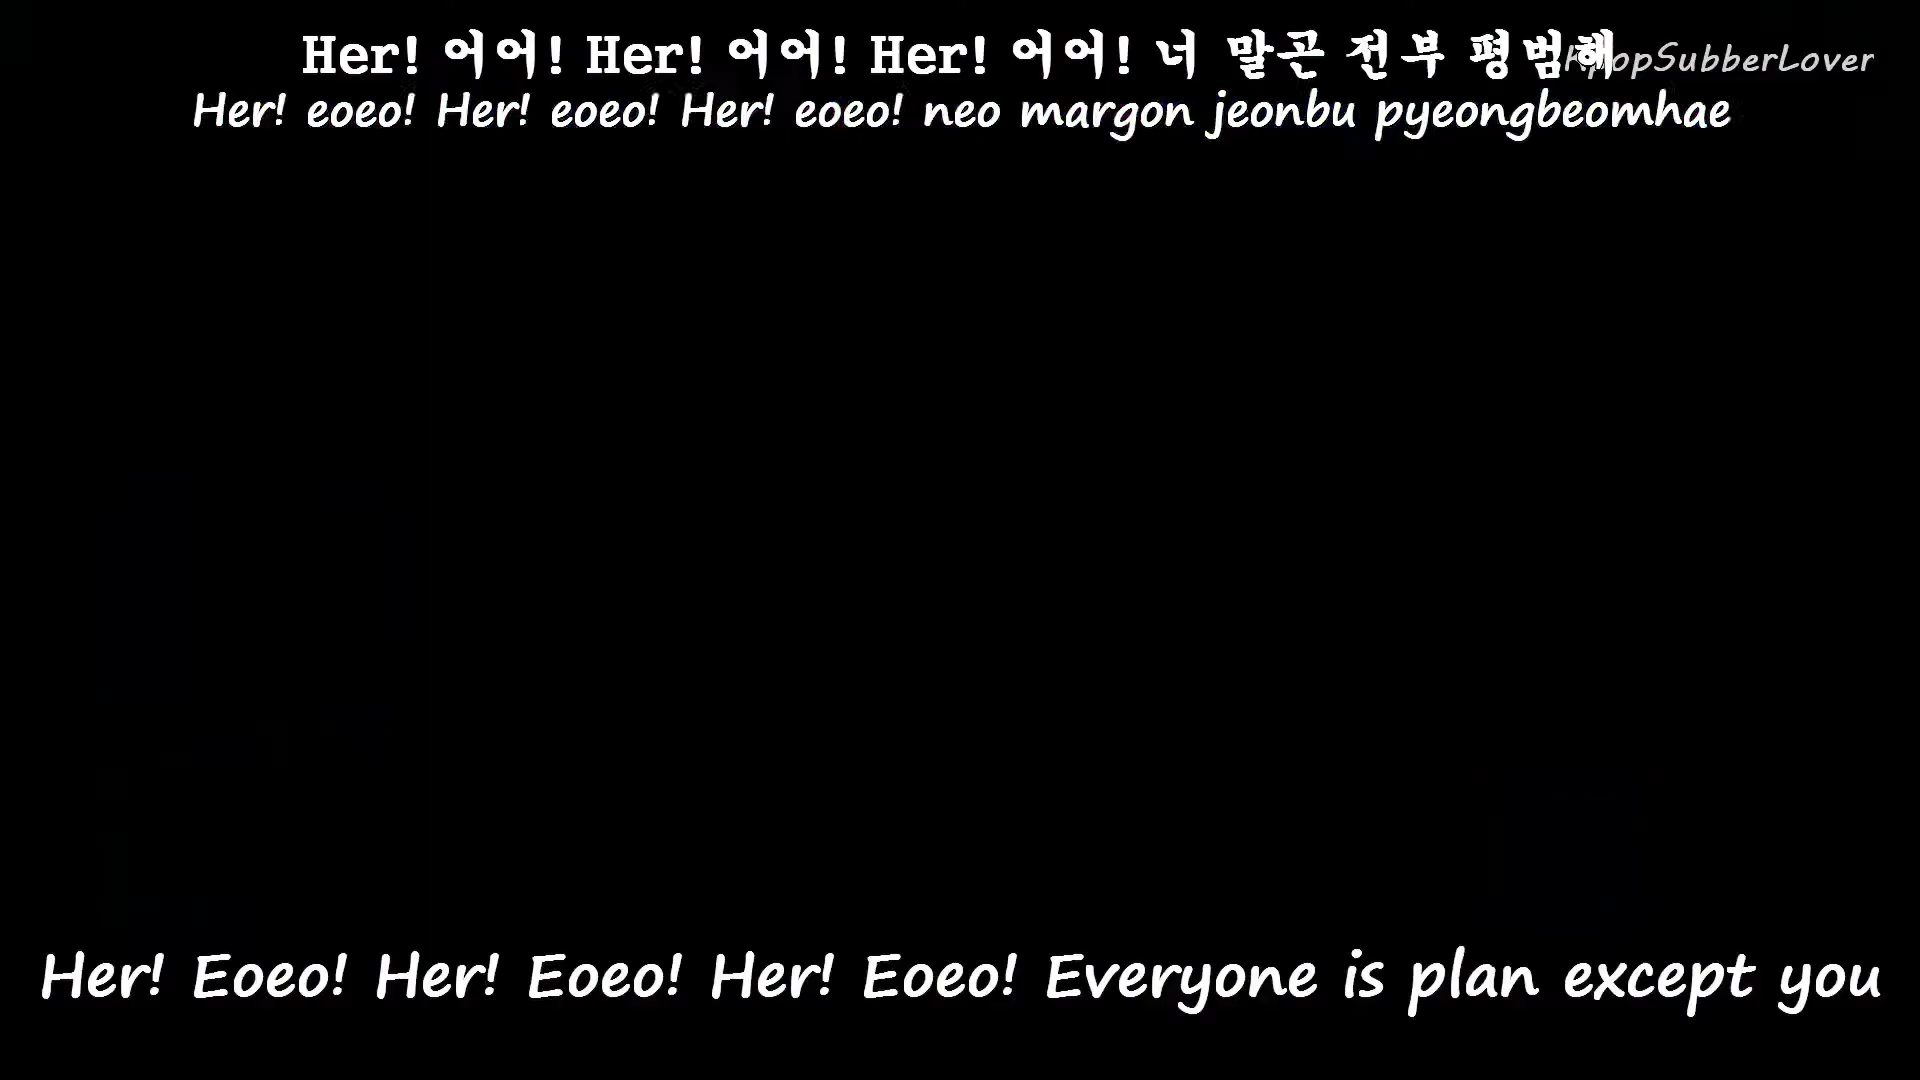 Her! 어어! Her! 어어! Her! 어어! 너 말곤 전부 평범해
KpopSubberLover
Her! eoeo! Her! eoeo! Her! eoeo! neo margon jeonbu pyeongbeomhae
Her! Eoeo! Her! Eoeo! Her! Eoeo! Everyone is plan except you